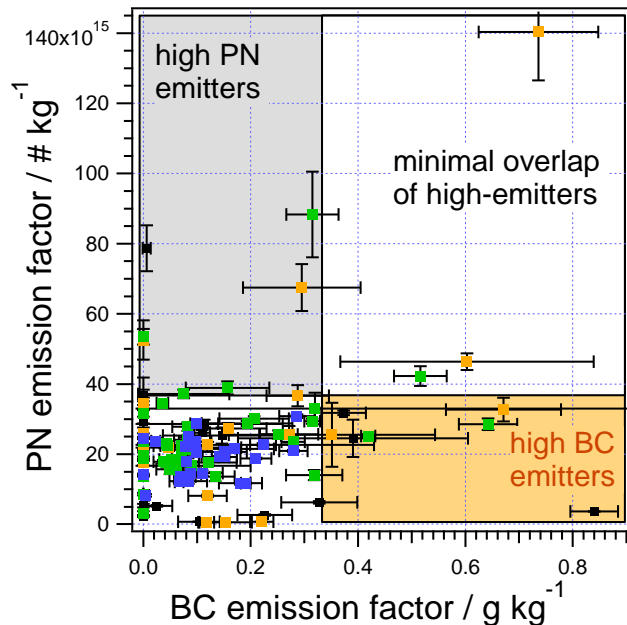 140x10^15
120
100
80
60
40
20
0
PN emission factor / # kg^-1
high PN
emitters
minimal overlap
of high-emitters
high BC
emitters
0.0
0.2
0.4
0.6
0.8
BC emission factor / g kg^-1